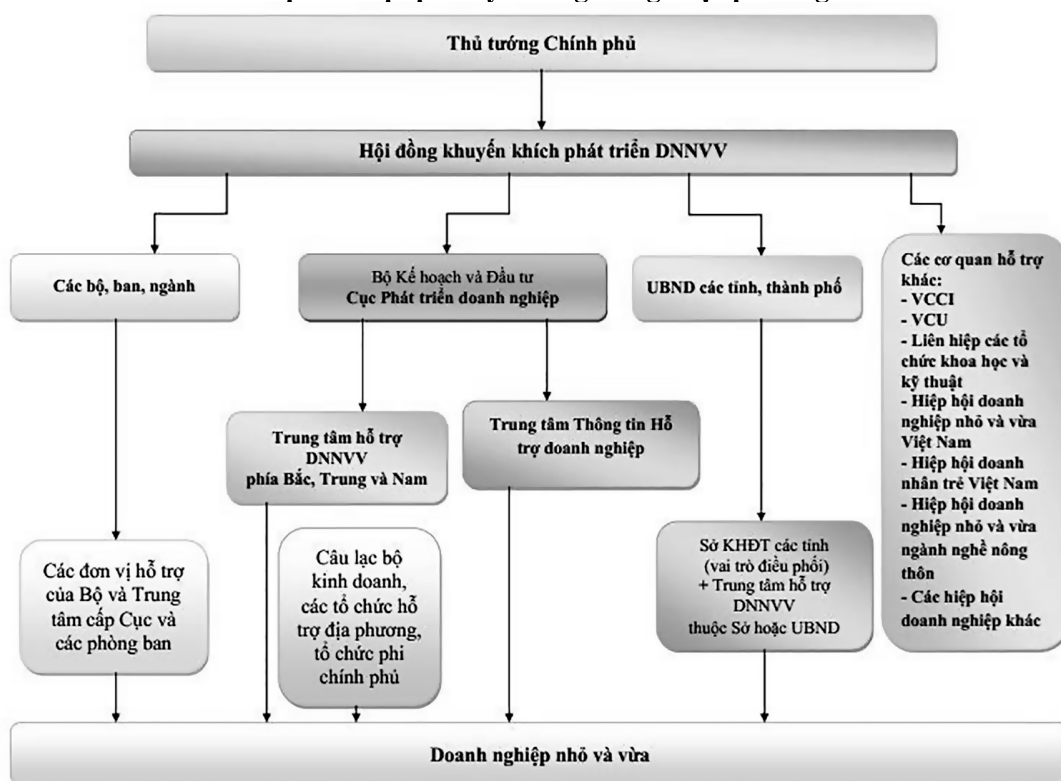 Thủ tướng Chính phủ
Hội đồng khuyến khích phát triển DNNVV
Các bộ, ban, ngành
Bộ Kế hoạch và Đầu tư
Cục Phát triển doanh nghiệp
UBND các tỉnh, thành phố
Các cơ quan hỗ trợ
khác:
- VCCI
- VCU
- Liên hiệp các tổ
chức khoa học và
kỹ thuật
- Hiệp hội doanh
nghiệp nhỏ và vừa
Việt Nam
- Hiệp hội doanh
nhân trẻ Việt Nam
- Hiệp hội doanh
nghiệp nhỏ và vừa
ngành nghề nông
thôn
- Các hiệp hội
doanh nghiệp khác
Trung tâm hỗ trợ
DNNVV
phía Bắc, Trung và Nam
Trung tâm Thông tin Hỗ
trợ doanh nghiệp
Các đơn vị hỗ trợ
của Bộ và Trung
tâm cấp Cục và
các phòng ban
Câu lạc bộ
kinh doanh,
các tổ chức hỗ
trợ địa phương,
tổ chức phi
chính phủ
Sở KHĐT các tỉnh
(vai trò điều phối)
+ Trung tâm hỗ trợ
DNNVV
thuộc Sở hoặc UBND
Doanh nghiệp nhỏ và vừa